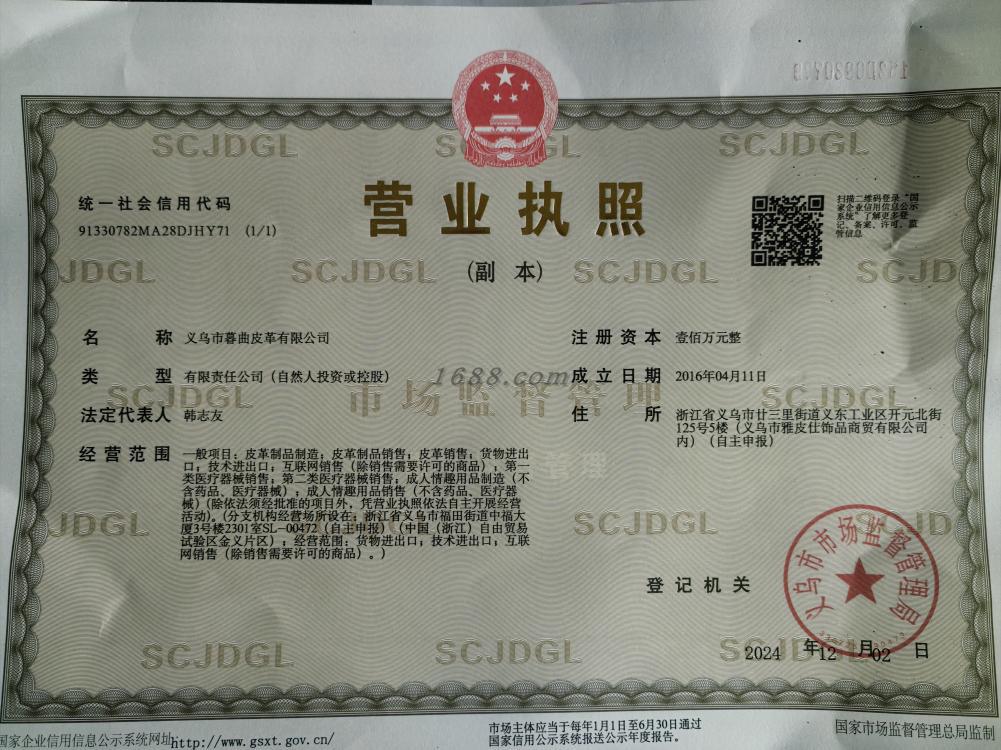 SCJDGL SCJDGL SCJDGL
统一社会信用代码
91330782MA28DJHY71 (1/1)
营业执照
(副 本)
扫描二维码登录“国
家企业信用信息公示
系统”了解更多登
记、备案、许可、监
管信息
JDGL SCJDGL SCJDGL SCJD
名 称 义乌市暮曲皮革有限公司
类 型 有限责任公司(自然人投资或控股)
法定代表人 韩志友
经营范围 一般项目：皮革制品制造；皮革制品销售；皮革销售；货物进出
口；技术进出口；互联网销售（除销售需要许可的商品）；第一
类医疗器械销售；第二类医疗器械销售；成人情趣用品制造（不
含药品、医疗器械）；成人情趣用品销售（不含药品、医疗器
械）（除依法须经批准的项目外，凭营业执照依法自主开展经营
活动）。（分支机构经营场所设在：浙江省义乌市福田街道中福大
厦3号楼2301室SL-00472（自主申报）（中国（浙江）自由贸易
试验区金义片区）；经营范围：货物进出口；技术进出口；互联
网销售（除销售需要许可的商品）。）
注册资本 壹佰万元整
成立日期 2016年04月11日
住 所 浙江省义乌市廿三里街道义东工业区开元北街
125号5楼（义乌市雅皮仕饰品商贸有限公司
内）（自主申报）
1688.com
SCJDGL 市场监督管理 SCJDGL
管理
JDGL SCJDGL JD
登记机关
义乌市市场监督管理局
2024 年12 月02 日
SCJDGL SCJDGL SCJDGL
国家企业信用信息公示系统网址http://www.gsxt.gov.cn/
市场主体应当于每年1月1日至6月30日通过
国家信用公示系统报送公示年度报告。
国家市场监督管理总局监制